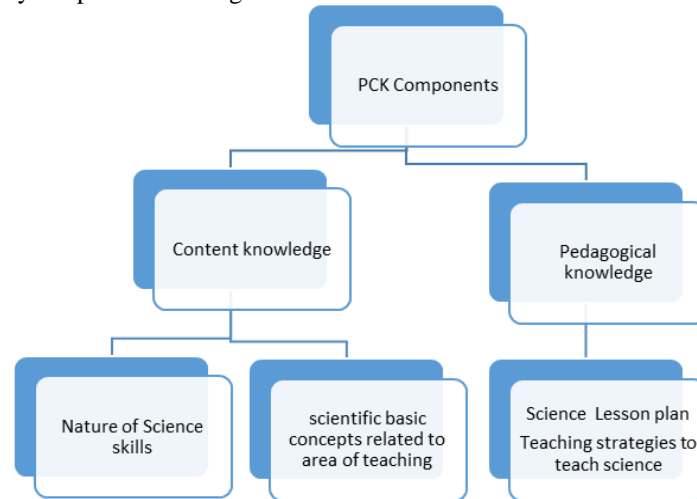 PCK Components
Content knowledge
Pedagogical
knowledge
Nature of Science
skills
scientific basic
concepts related to
area of teaching
Science Lesson plan
Teaching strategies to
teach science